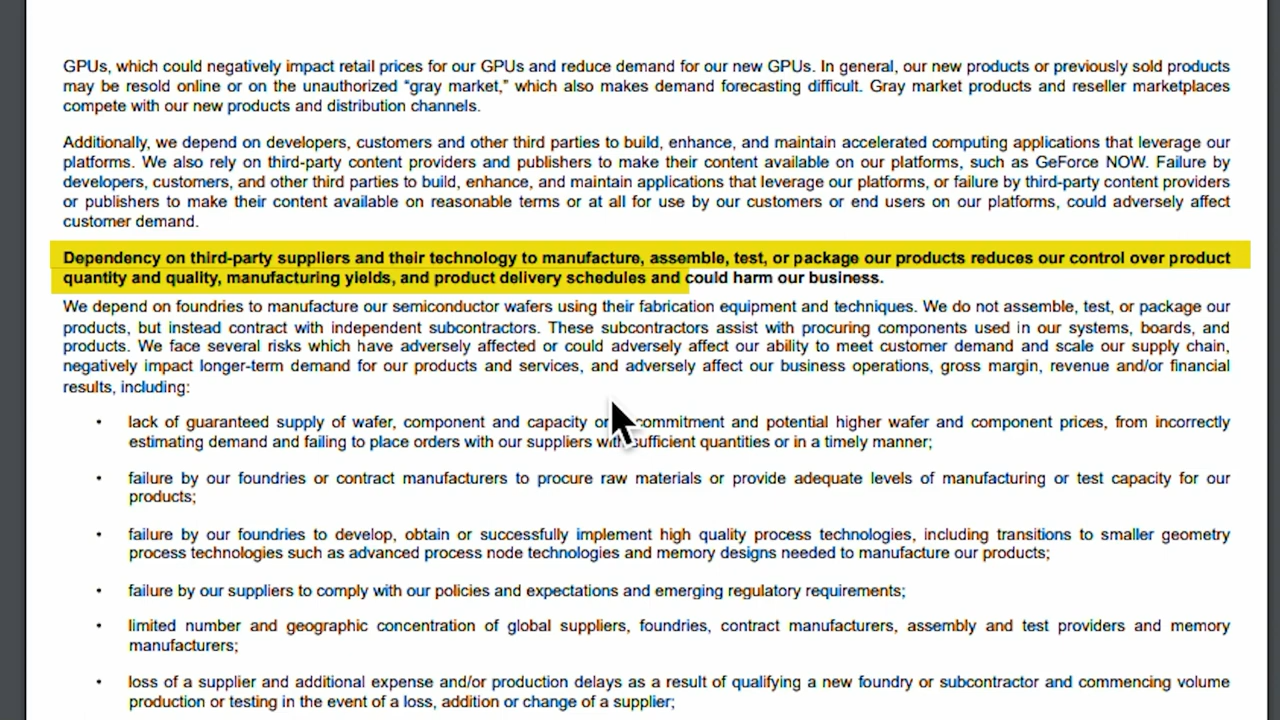 GPUs, which could negatively impact retail prices for our GPUs and reduce demand for our new GPUs. In general, our new products or previously sold products
may be resold online or on the unauthorized “gray market,” which also makes demand forecasting difficult. Gray market products and reseller marketplaces
compete with our new products and distribution channels.
Additionally, we depend on developers, customers and other third parties to build, enhance, and maintain accelerated computing applications that leverage our
platforms. We also rely on third-party content providers and publishers to make their content available on our platforms, such as GeForce NOW. Failure by
developers, customers, and other third parties to build, enhance, and maintain applications that leverage our platforms, or failure by third-party content providers
or publishers to make their content available on reasonable terms or at all for use by our customers or end users on our platforms, could adversely affect
customer demand.
Dependency on third-party suppliers and their technology to manufacture, assemble, test, or package our products reduces our control over product
quantity and quality, manufacturing yields, and product delivery schedules and could harm our business.
We depend on foundries to manufacture our semiconductor wafers using their fabrication equipment and techniques. We do not assemble, test, or package our
products, but instead contract with independent subcontractors. These subcontractors assist with procuring components used in our systems, boards, and
products. We face several risks which have adversely affected or could adversely affect our ability to meet customer demand and scale our supply chain,
negatively impact longer-term demand for our products and services, and adversely affect our business operations, gross margin, revenue and/or financial
results, including:
• lack of guaranteed supply of wafer, component and capacity or commitment and potential higher wafer and component prices, from incorrectly
estimating demand and failing to place orders with our suppliers with sufficient quantities or in a timely manner;
• failure by our foundries or contract manufacturers to procure raw materials or provide adequate levels of manufacturing or test capacity for our
products;
• failure by our foundries to develop, obtain or successfully implement high quality process technologies, including transitions to smaller geometry
process technologies such as advanced process node technologies and memory designs needed to manufacture our products;
• failure by our suppliers to comply with our policies and expectations and emerging regulatory requirements;
• limited number and geographic concentration of global suppliers, foundries, contract manufacturers, assembly and test providers and memory
manufacturers;
• loss of a supplier and additional expense and/or production delays as a result of qualifying a new foundry or subcontractor and commencing volume
production or testing in the event of a loss, addition or change of a supplier;